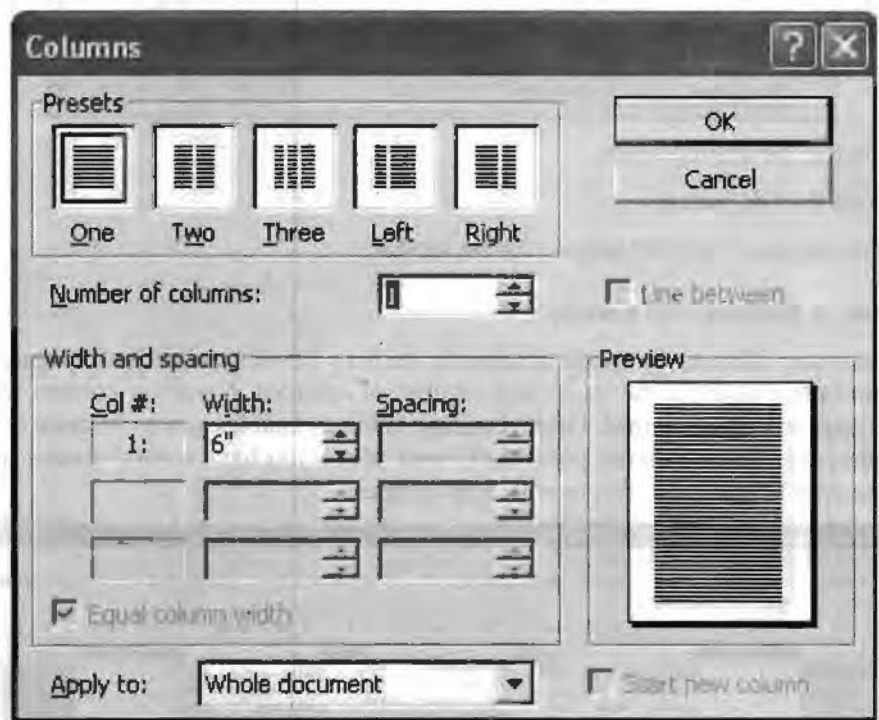 Columns
Presets
One Two Three Left Right
OK
Cancel
Number of columns: 1
Line between
Width and spacing
Col #: Width: Spacing:
1: 6"
Equal column width
Preview
Apply to: Whole document
Start new column